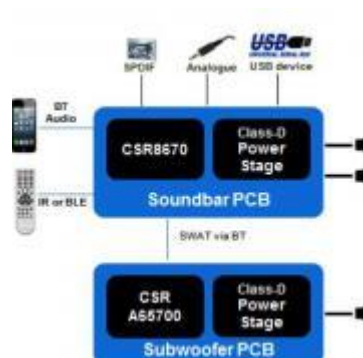 SPDIF
Analogue
USB
USB device
BT
Audio
CSR8670
Class-D
Power
Stage
IR or BLE
Soundbar PCB
SWAT via BT
CSR
A65700
Class-D
Power
Stage
Subwoofer PCB